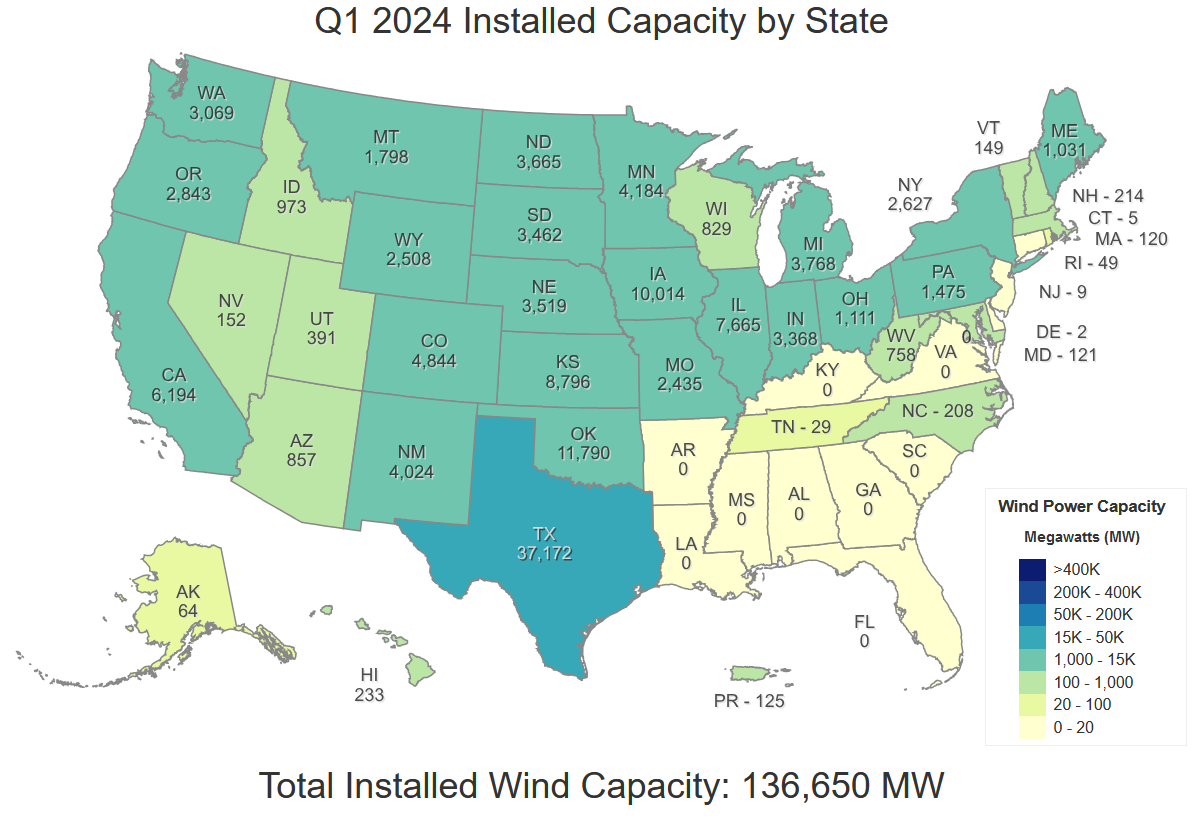 Q1 2024 Installed Capacity by State
WA
3,069
MT
1,798
ND
3,665
MN
4,184
VT
149
ME
1,031
OR
2,843
ID
973
SD
3,462
WI
829
NY
2,627
NH - 214
CT - 5
MA - 120
RI - 49
WY
2,508
MI
3,768
IA
10,014
NE
3,519
PA
1,475
NJ - 9
NV
152
UT
391
CO
4,844
IL
7,665
IN
3,368
OH
1,111
WV
758
0
VA
0
DE - 2
MD - 121
CA
6,194
KS
8,796
MO
2,435
KY
0
NC - 208
TN - 29
AZ
857
NM
4,024
OK
11,790
AR
0
SC
0
MS
0
AL
0
GA
0
TX
37,172
LA
0
FL
0
AK
64
HI
233
PR - 125
Wind Power Capacity
Megawatts (MW)
>400K
200K - 400K
50K - 200K
15K - 50K
1,000 - 15K
100 - 1,000
20 - 100
0 - 20
Total Installed Wind Capacity: 136,650 MW